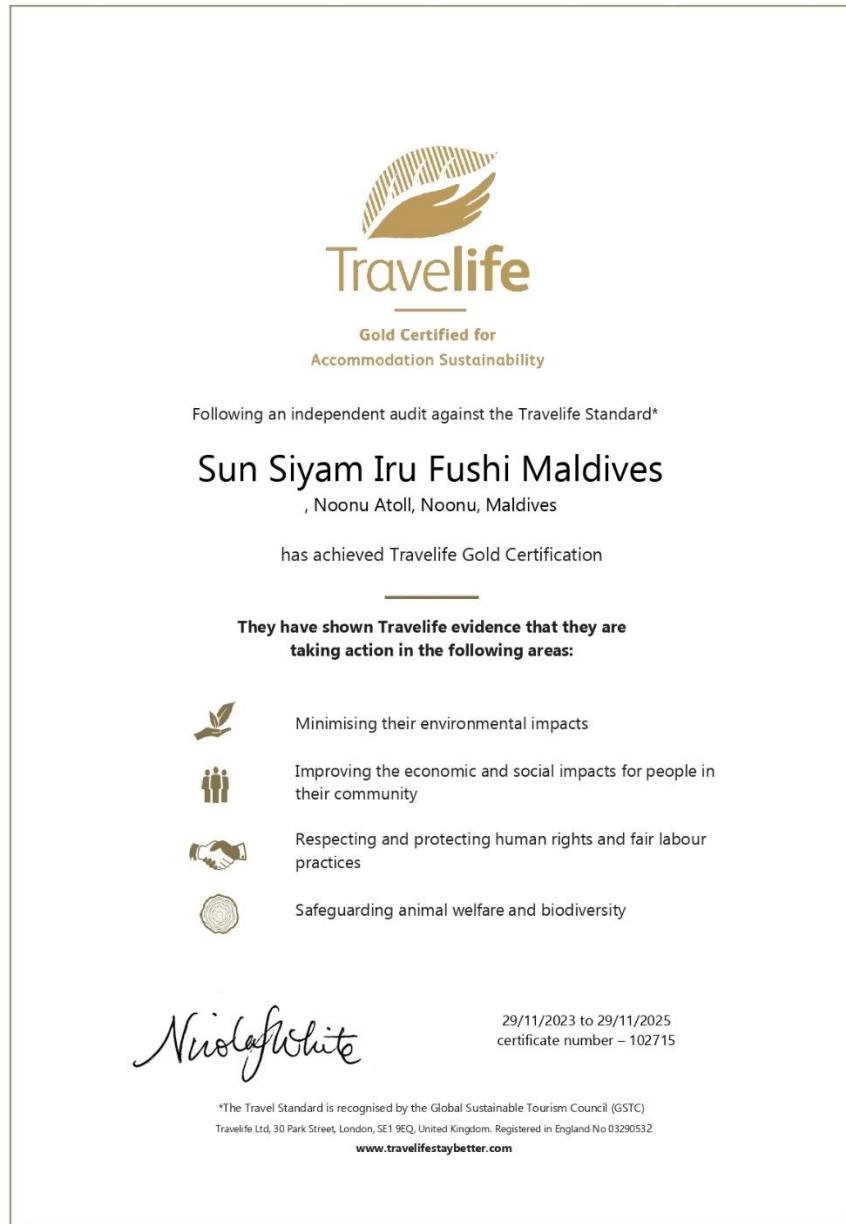 Travelife
Gold Certified for
Accommodation Sustainability
Following an independent audit against the Travelife Standard*
Sun Siyam Iru Fushi Maldives
, Noonu Atoll, Noonu, Maldives
has achieved Travelife Gold Certification
They have shown Travelife evidence that they are
taking action in the following areas:
Minimising their environmental impacts
Improving the economic and social impacts for people in
their community
Respecting and protecting human rights and fair labour
practices
Safeguarding animal welfare and biodiversity
29/11/2023 to 29/11/2025
certificate number – 102715
*The Travel Standard is recognised by the Global Sustainable Tourism Council (GSTC)
Travelife Ltd, 30 Park Street, London, SE1 9EQ, United Kingdom. Registered in England No 03290532
www.travelifestaybetter.com